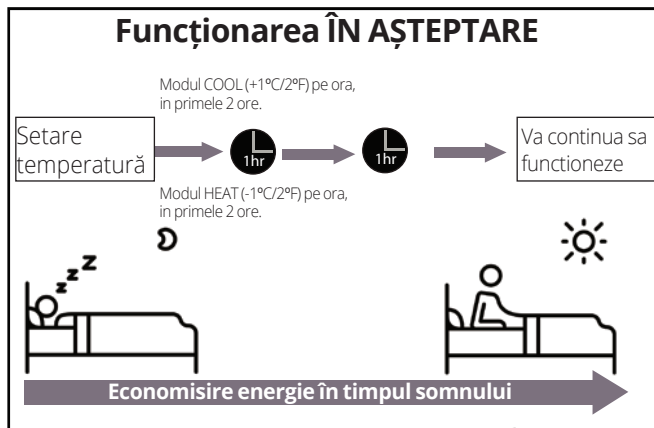 Funcționarea ÎN AȘTEPTARE
Modul COOL (+1ºC/2ºF) pe ora,
in primele 2 ore.
Setare
temperatură
1hr
1hr
Va continua sa
functioneze
Modul HEAT (-1ºC/2ºF) pe ora,
in primele 2 ore.
z z z
Economisire energie în timpul somnului